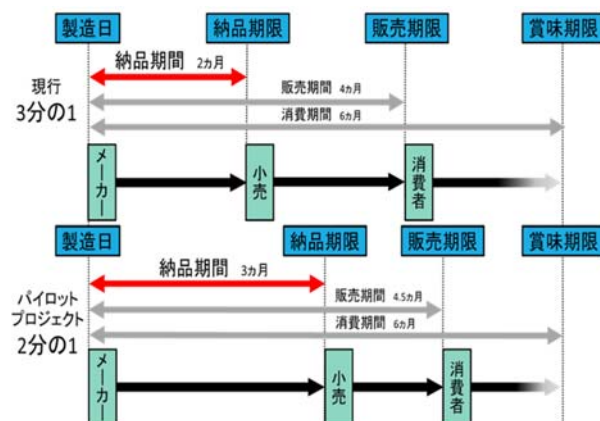 製造日 納品期限 販売期限 賞味期限
納品期間 2ヵ月
現行
3分の1
販売期間 4ヵ月
消費期間 6ヵ月
メーカー 小売 消費者
製造日 納品期限 販売期限 賞味期限
納品期間 3ヵ月
パイロット
プロジェクト
2分の1
販売期間 4.5ヵ月
消費期間 6ヵ月
メーカー 小売 消費者